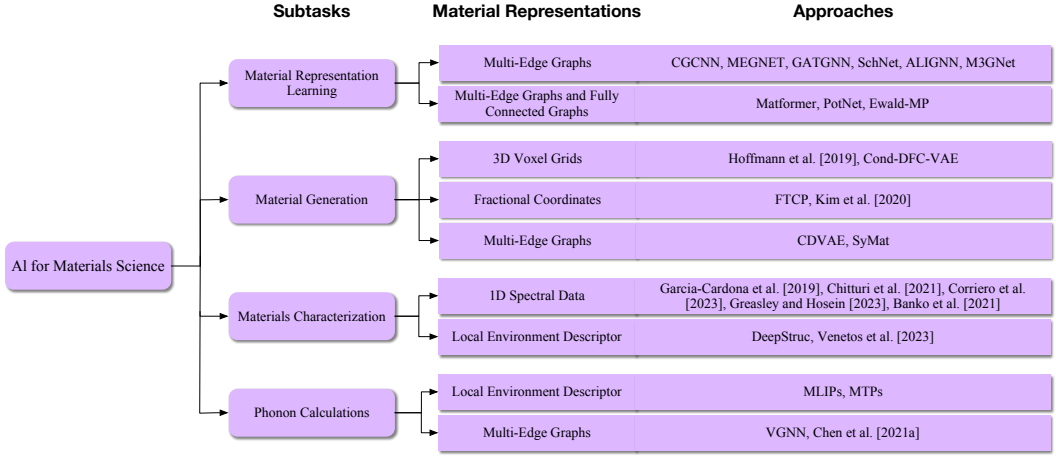 Subtasks
Material Representations
Approaches
AI for Materials Science
Material Representation
Learning
Multi-Edge Graphs
CGCNN, MEGNET, GATGNN, SchNet, ALIGNN, M3GNet
Multi-Edge Graphs and Fully
Connected Graphs
Matformer, PotNet, Ewald-MP
Material Generation
3D Voxel Grids
Hoffmann et al. [2019], Cond-DFC-VAE
Fractional Coordinates
FTCP, Kim et al. [2020]
Multi-Edge Graphs
CDVAE, SyMat
Materials Characterization
1D Spectral Data
Garcia-Cardona et al. [2019], Chitturi et al. [2021], Corriero et al.
[2023], Greasley and Hosein [2023], Banko et al. [2021]
Local Environment Descriptor
DeepStruc, Venetos et al. [2023]
Phonon Calculations
Local Environment Descriptor
MLIPs, MTPs
Multi-Edge Graphs
VGNN, Chen et al. [2021a]